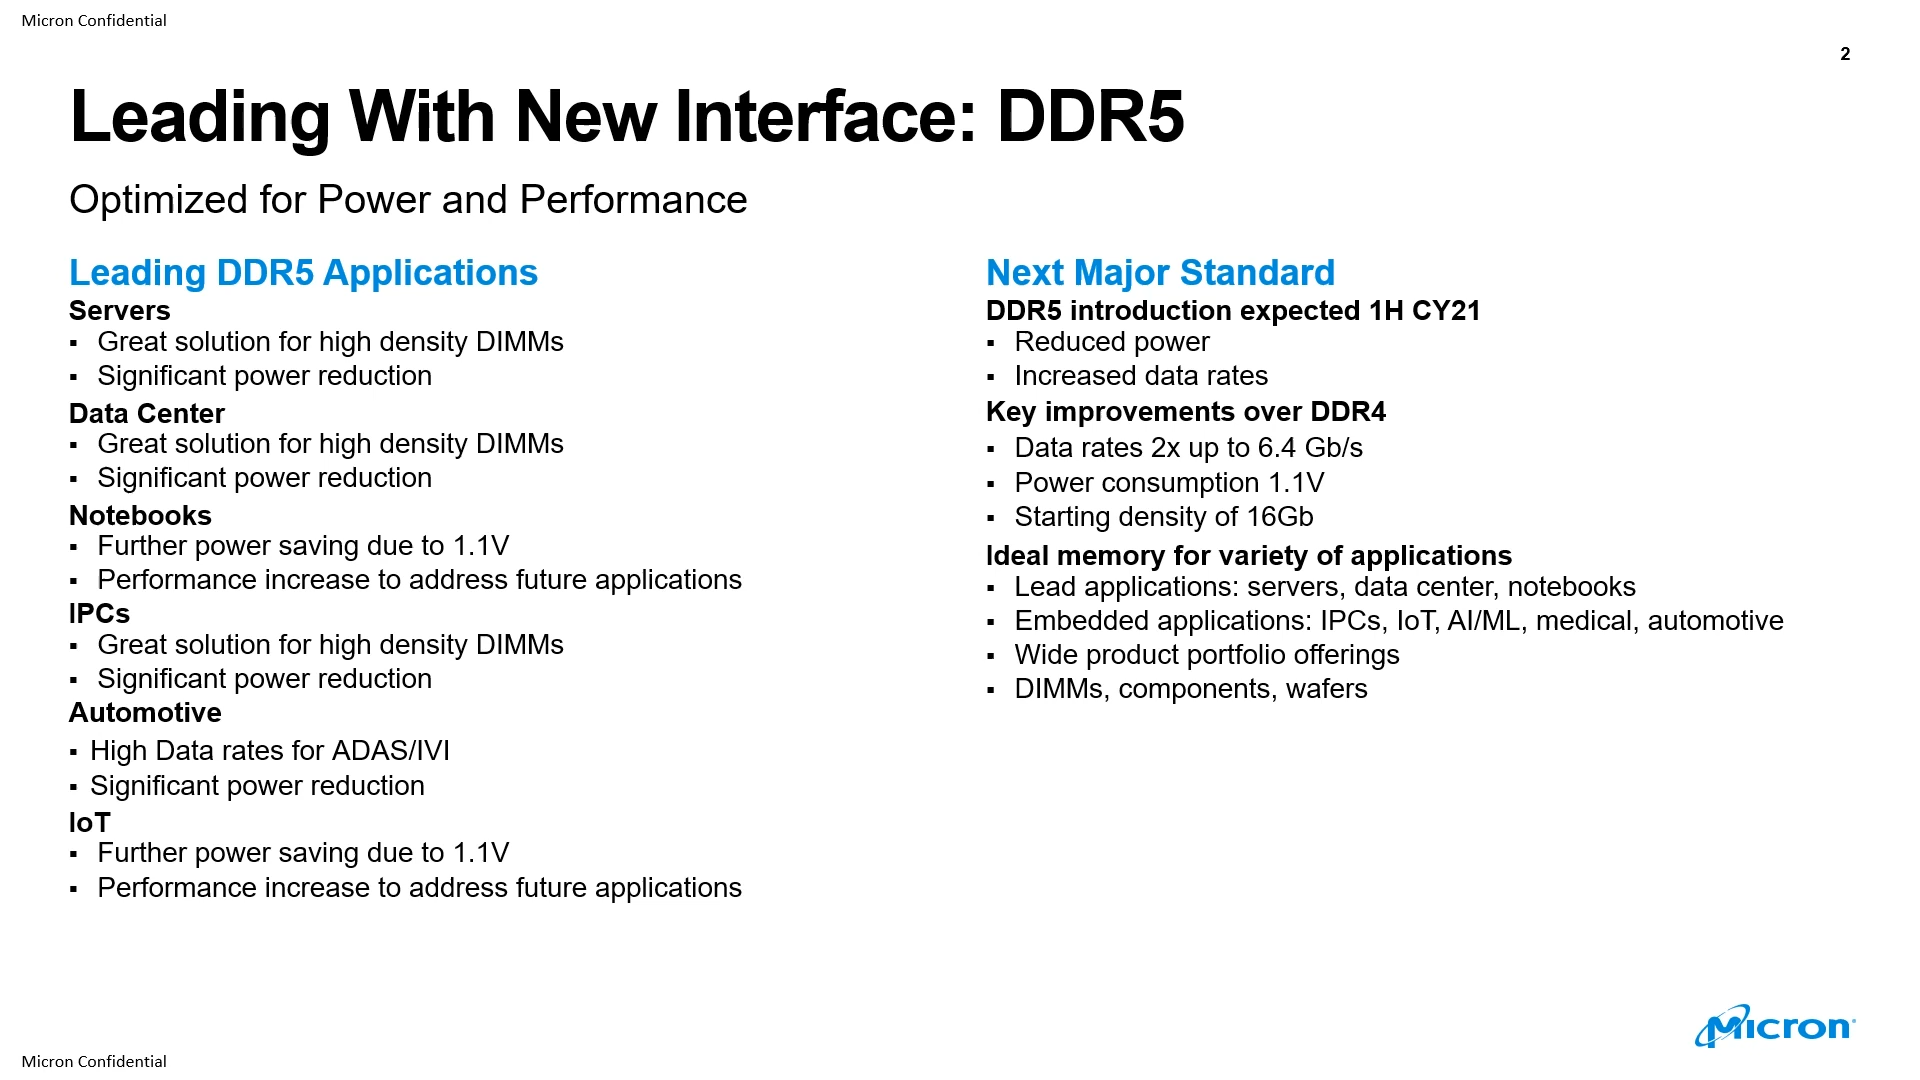 Micron Confidential
2
Leading With New Interface: DDR5
Optimized for Power and Performance
Leading DDR5 Applications
Servers
▪ Great solution for high density DIMMs
▪ Significant power reduction
Data Center
▪ Great solution for high density DIMMs
▪ Significant power reduction
Notebooks
▪ Further power saving due to 1.1V
▪ Performance increase to address future applications
IPCs
▪ Great solution for high density DIMMs
▪ Significant power reduction
Automotive
▪ High Data rates for ADAS/IVI
▪ Significant power reduction
IoT
▪ Further power saving due to 1.1V
▪ Performance increase to address future applications
Next Major Standard
DDR5 introduction expected 1H CY21
▪ Reduced power
▪ Increased data rates
Key improvements over DDR4
▪ Data rates 2x up to 6.4 Gb/s
▪ Power consumption 1.1V
▪ Starting density of 16Gb
Ideal memory for variety of applications
▪ Lead applications: servers, data center, notebooks
▪ Embedded applications: IPCs, IoT, AI/ML, medical, automotive
▪ Wide product portfolio offerings
▪ DIMMs, components, wafers
Micron
Micron Confidential